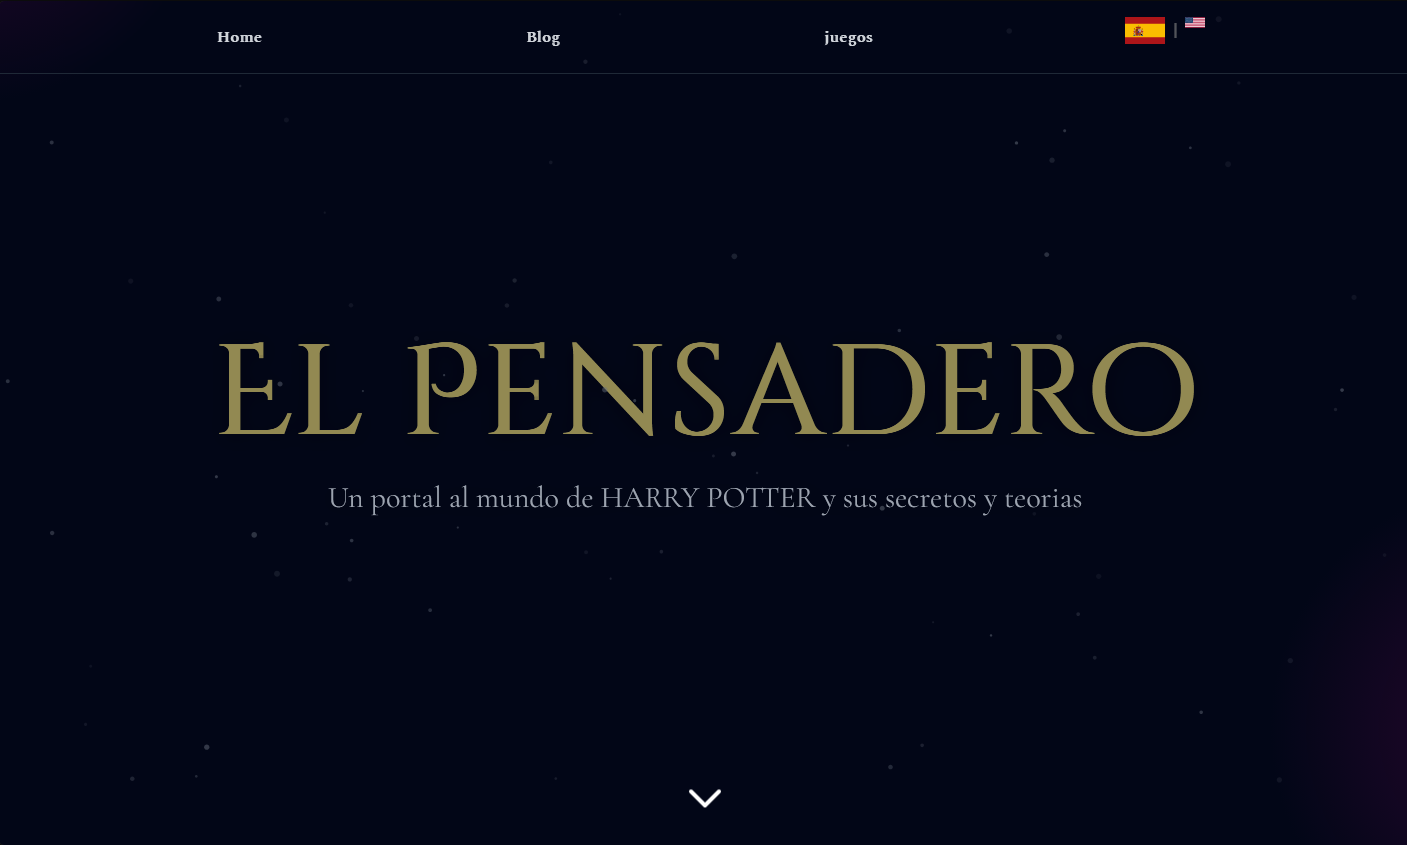 Home Blog juegos |
EL PENSADERO
Un portal al mundo de HARRY POTTER y sus secretos y teorias